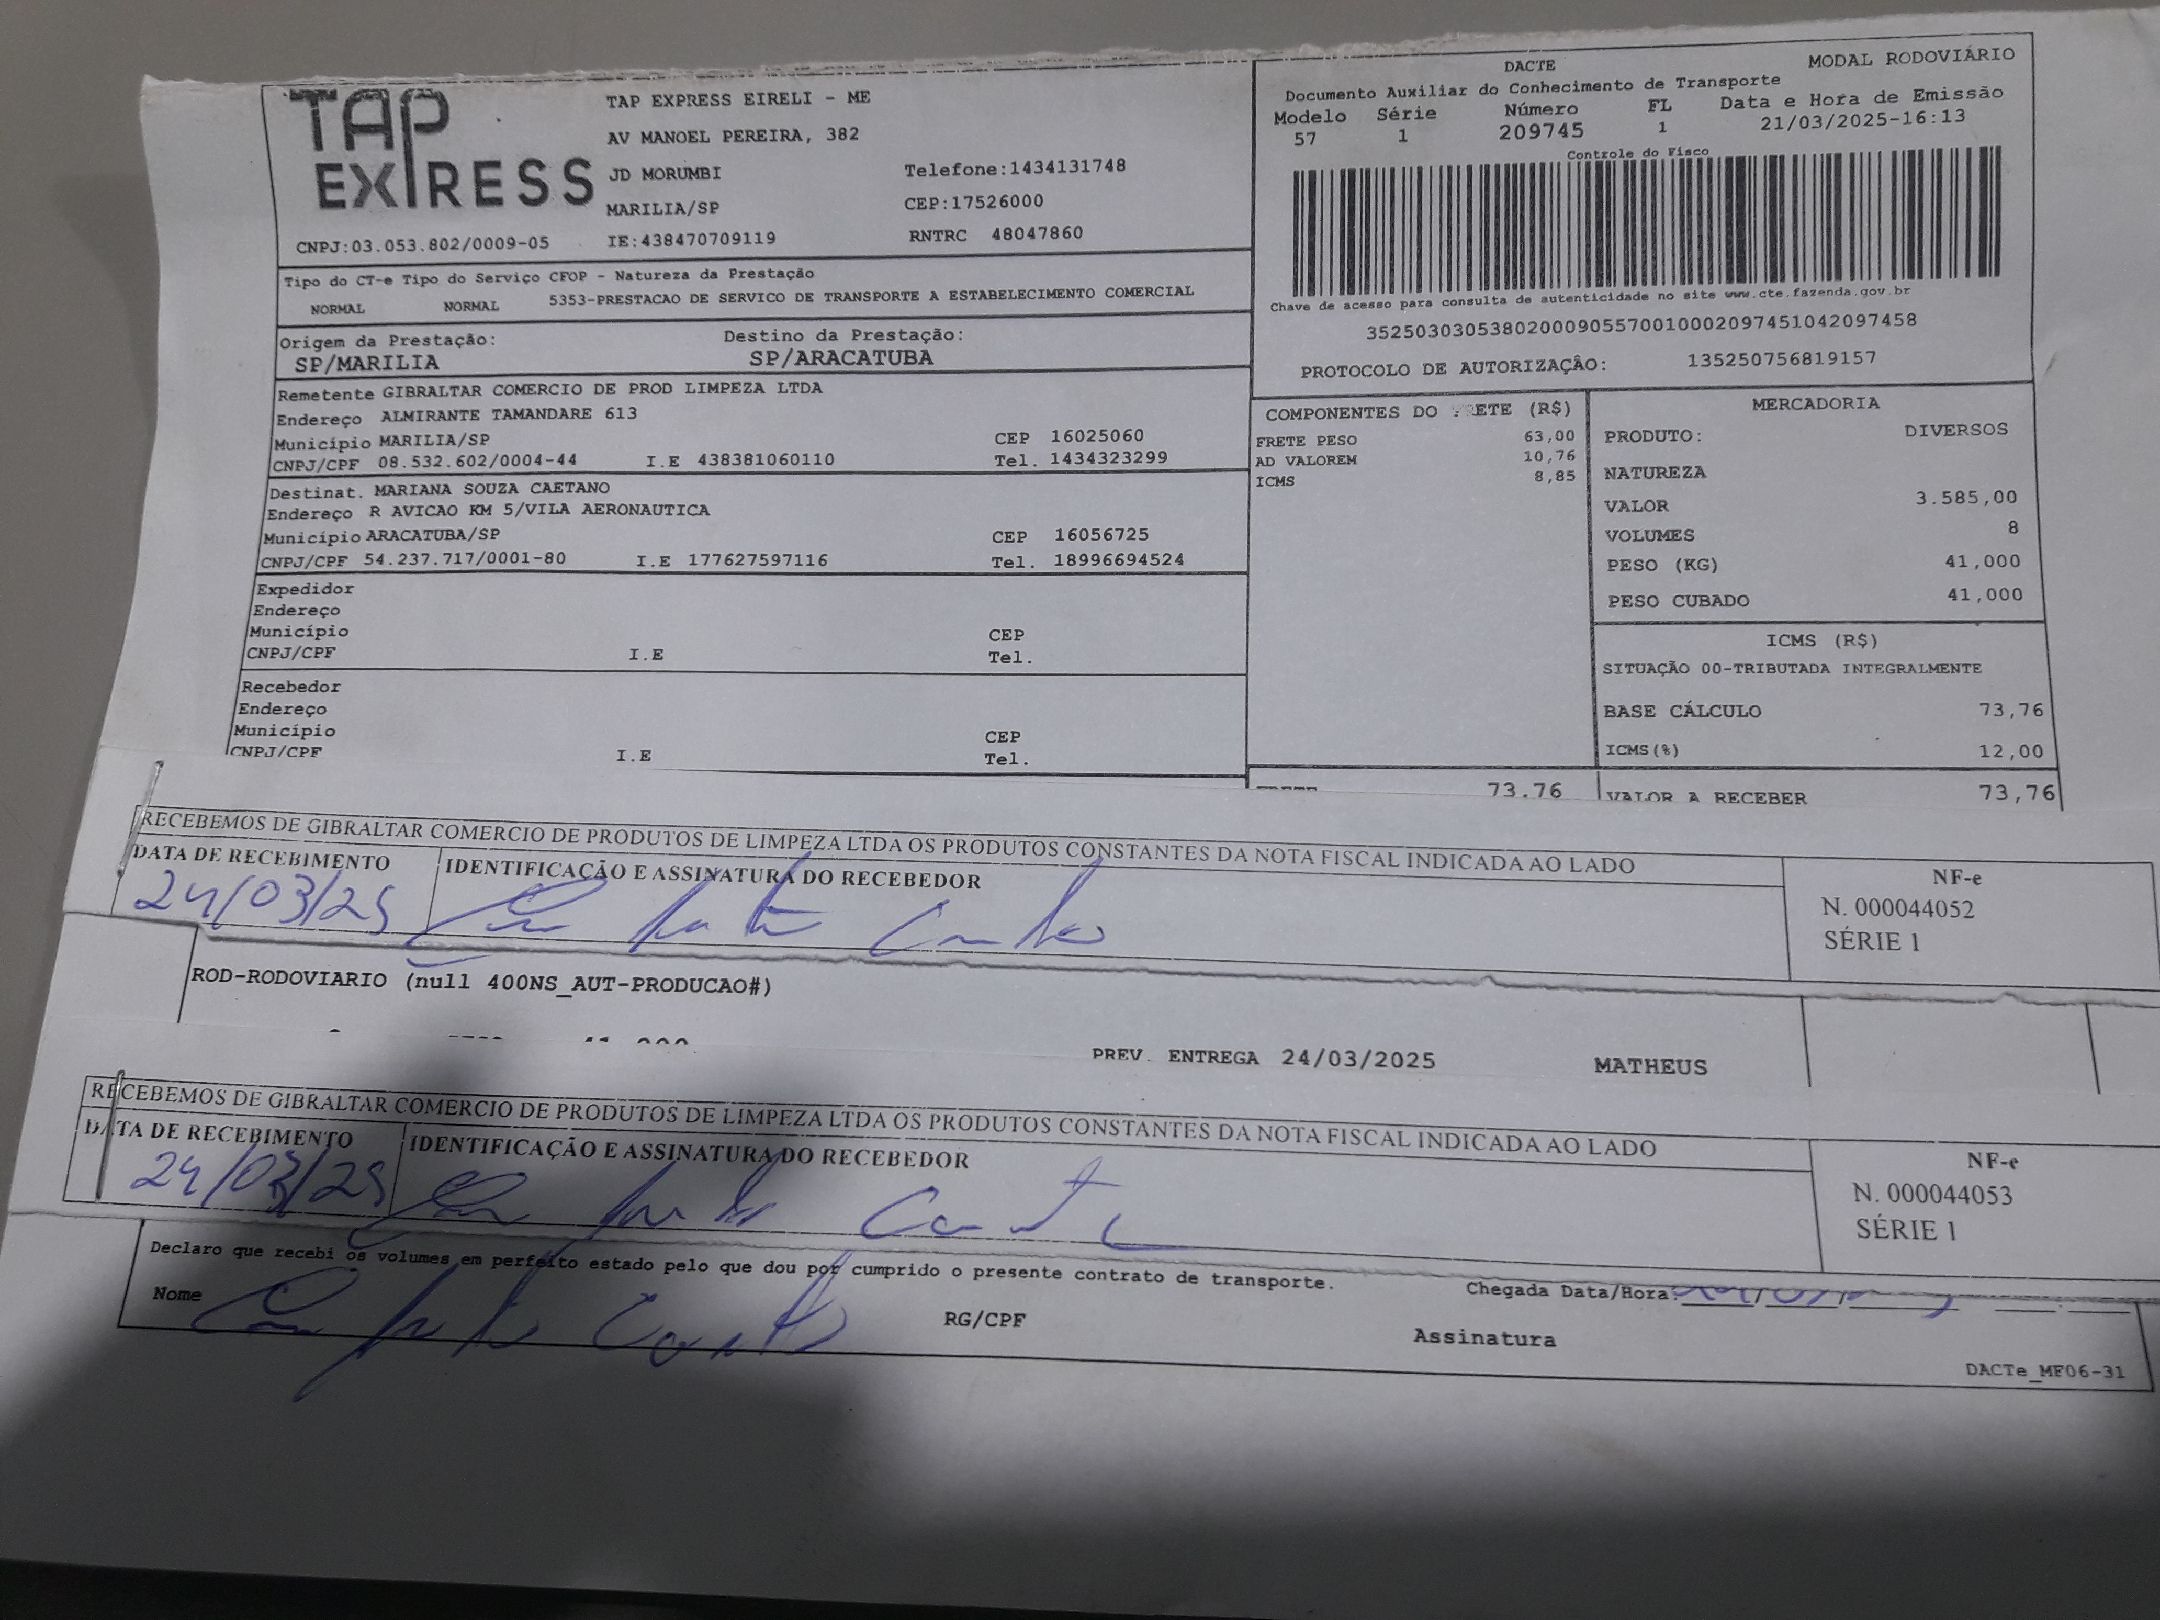 TAP EXPRESS
TAP EXPRESS EIRELI - ME
AV MANOEL PEREIRA, 382
JD MORUMBI Telefone:1434131748
MARILIA/SP CEP:17526000
CNPJ:03.053.802/0009-05 IE:438470709119 RNTRC 48047860
DACTE MODAL RODOVIÁRIO
Documento Auxiliar do Conhecimento de Transporte
Modelo Série Número FL Data e Hora de Emissão
57 1 209745 1 21/03/2025-16:13
Controle do Fisco
Chave de acesso para consulta de autenticidade no site www.cte.fazenda.gov.br
35250303053802000905570010002097451042097458
PROTOCOLO DE AUTORIZAÇÃO: 135250756819157
Tipo do CT-e Tipo do Serviço CFOP - Natureza da Prestação
NORMAL NORMAL 5353-PRESTACAO DE SERVICO DE TRANSPORTE A ESTABELECIMENTO COMERCIAL
Origem da Prestação: Destino da Prestação:
SP/MARILIA SP/ARACATUBA
Remetente GIBRALTAR COMERCIO DE PROD LIMPEZA LTDA
Endereço ALMIRANTE TAMANDARE 613
Município MARILIA/SP CEP 16025060
CNPJ/CPF 08.532.602/0004-44 I.E 438381060110 Tel. 1434323299
Destinat. MARIANA SOUZA CAETANO
Endereço R AVICAO KM 5/VILA AERONAUTICA
Município ARACATUBA/SP CEP 16056725
CNPJ/CPF 54.237.717/0001-80 I.E 177627597116 Tel. 18996694524
Expedidor
Endereço
Município CEP
CNPJ/CPF I.E Tel.
Recebedor
Endereço
Município CEP
CNPJ/CPF I.E Tel.
COMPONENTES DO FRETE (R$)
FRETE PESO 63,00
AD VALOREM 10,76
ICMS 8,85
MERCADORIA
PRODUTO: DIVERSOS
NATUREZA
VALOR 3.585,00
VOLUMES 8
PESO (KG) 41,000
PESO CUBADO 41,000
ICMS (R$)
SITUAÇÃO 00-TRIBUTADA INTEGRALMENTE
BASE CÁLCULO 73,76
ICMS(%) 12,00
FRETE 73,76 VALOR A RECEBER 73,76
RECEBEMOS DE GIBRALTAR COMERCIO DE PRODUTOS DE LIMPEZA LTDA OS PRODUTOS CONSTANTES DA NOTA FISCAL INDICADA AO LADO
DATA DE RECEBIMENTO IDENTIFICAÇÃO E ASSINATURA DO RECEBEDOR
24/03/25
NF-e
N. 000044052
SÉRIE 1
ROD-RODOVIARIO (null 400NS_AUT-PRODUCAO#)
PREV. ENTREGA 24/03/2025 MATHEUS
RECEBEMOS DE GIBRALTAR COMERCIO DE PRODUTOS DE LIMPEZA LTDA OS PRODUTOS CONSTANTES DA NOTA FISCAL INDICADA AO LADO
DATA DE RECEBIMENTO IDENTIFICAÇÃO E ASSINATURA DO RECEBEDOR
24/03/25
NF-e
N. 000044053
SÉRIE 1
Declaro que recebi os volumes em perfeito estado pelo que dou por cumprido o presente contrato de transporte.
Chegada Data/Hora:
Nome RG/CPF Assinatura
DACTe_MF06-31